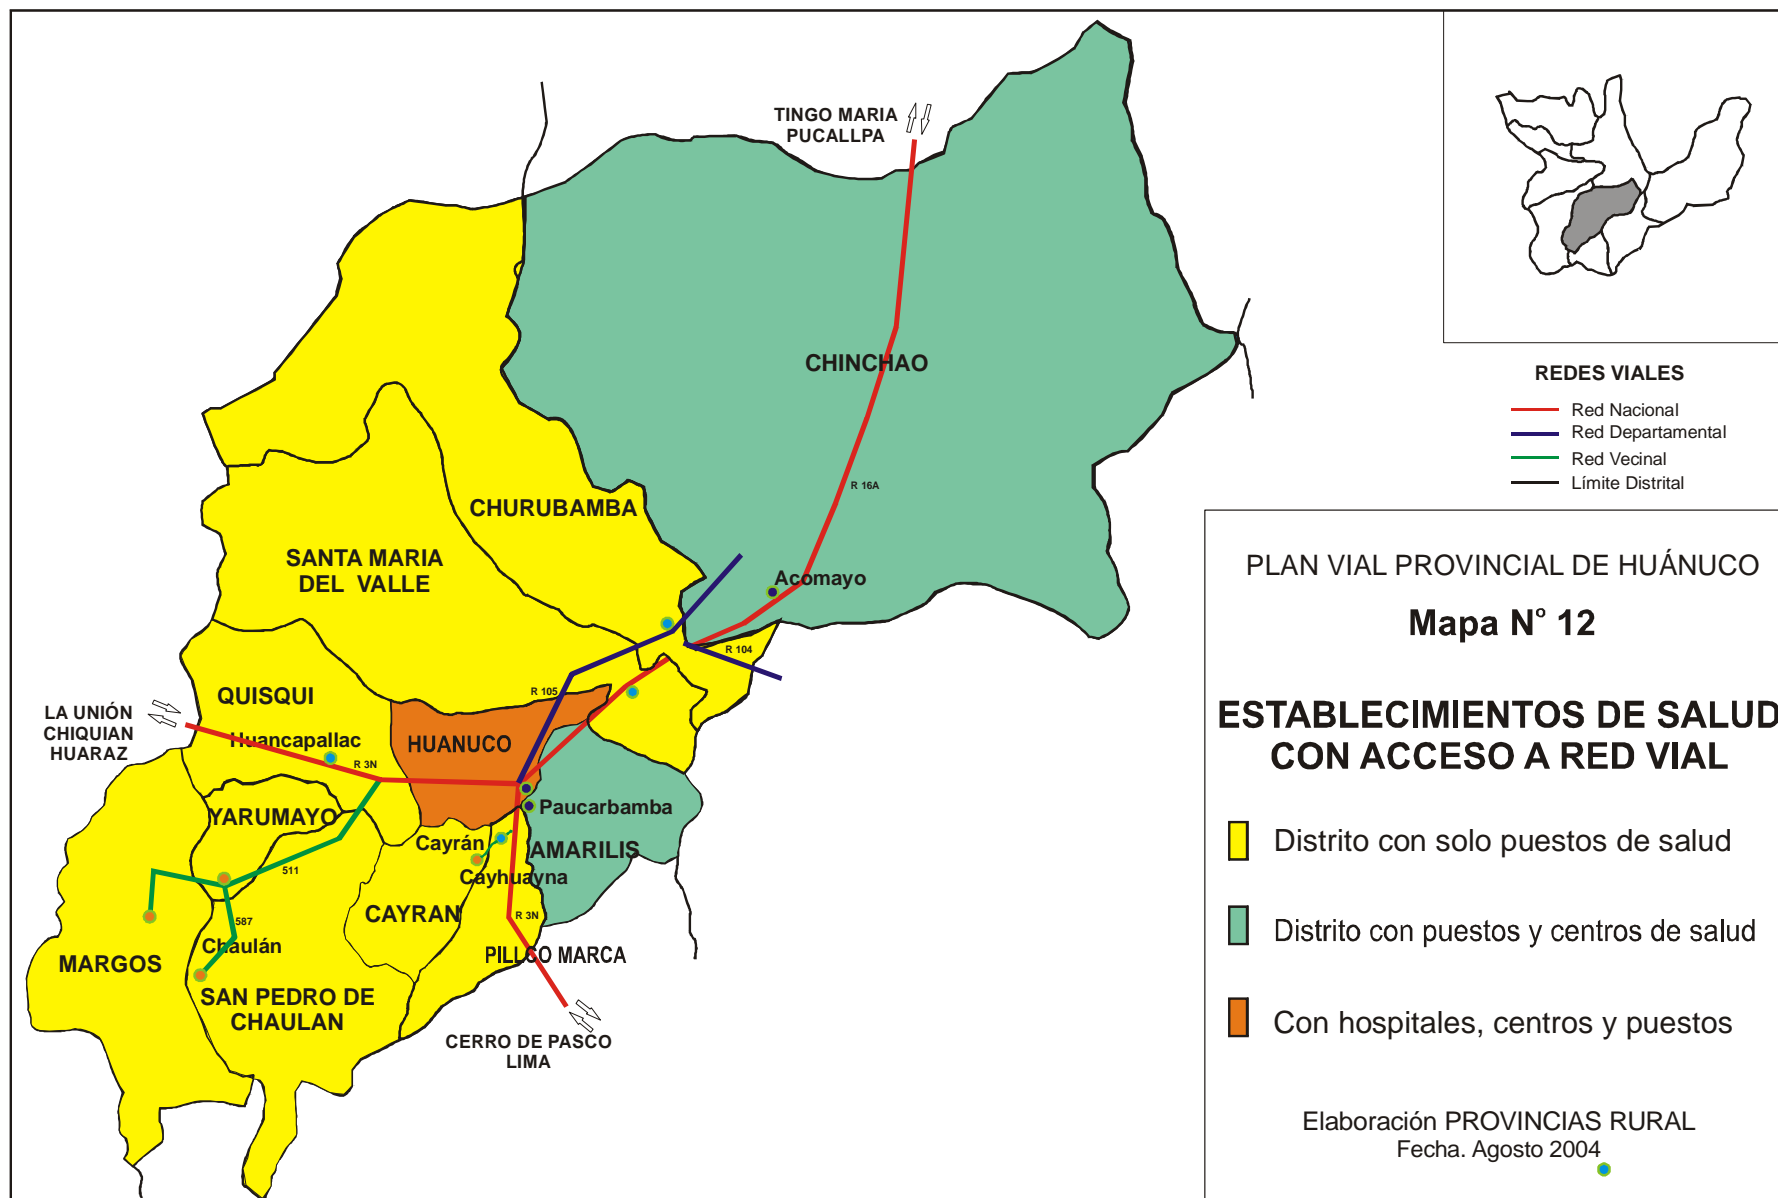 TINGO MARIA
PUCALLPA
CHINCHAO
R 16A
CHURUBAMBA
SANTA MARIA
DEL VALLE
Acomayo
R 104
R 105
QUISQUI
LA UNIÓN
CHIQUIAN
HUARAZ
Huancapallac
R 3N
HUANUCO
YARUMAYO
Paucarbamba
Cayrán
AMARILIS
Cayhuayna
511
CAYRAN
R 3N
587
Chaulán
PILLCO MARCA
MARGOS
SAN PEDRO DE
CHAULAN
CERRO DE PASCO
LIMA
REDES VIALES
Red Nacional
Red Departamental
Red Vecinal
Límite Distrital
PLAN VIAL PROVINCIAL DE HUÁNUCO
Mapa N° 12
ESTABLECIMIENTOS DE SALUD
CON ACCESO A RED VIAL
Distrito con solo puestos de salud
Distrito con puestos y centros de salud
Con hospitales, centros y puestos
Elaboración PROVINCIAS RURAL
Fecha. Agosto 2004